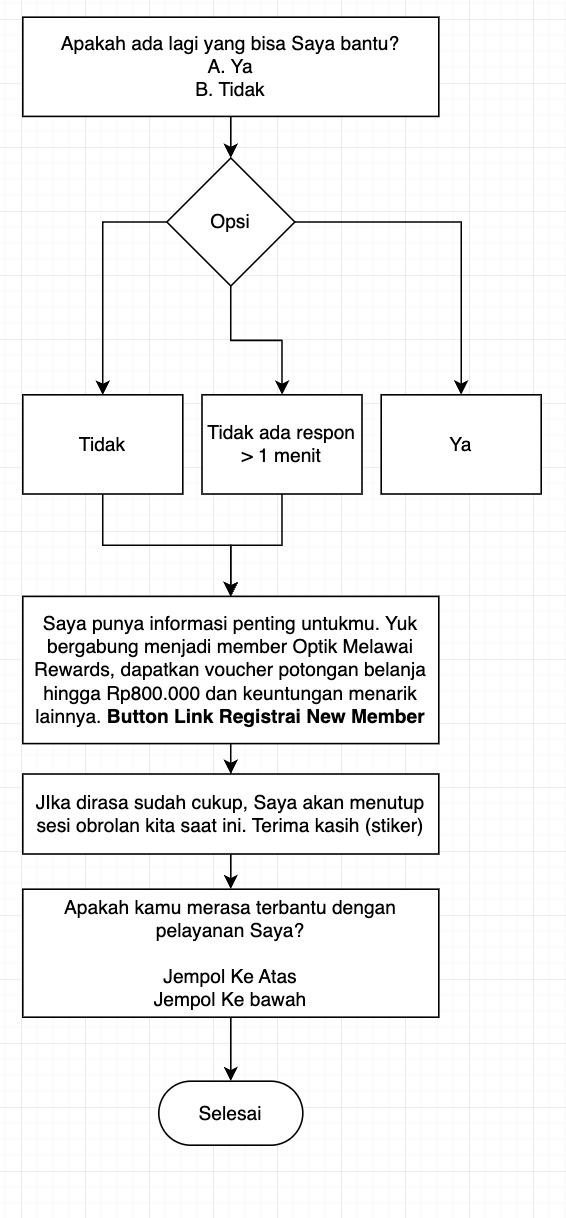 Apakah ada lagi yang bisa Saya bantu?
A. Ya
B. Tidak
Opsi
Tidak
Tidak ada respon
> 1 menit
Ya
Saya punya informasi penting untukmu. Yuk
bergabung menjadi member Optik Melawai
Rewards, dapatkan voucher potongan belanja
hingga Rp800.000 dan keuntungan menarik
lainnya. Button Link Registrai New Member
JIka dirasa sudah cukup, Saya akan menutup
sesi obrolan kita saat ini. Terima kasih (stiker)
Apakah kamu merasa terbantu dengan
pelayanan Saya?
Jempol Ke Atas
Jempol Ke bawah
Selesai